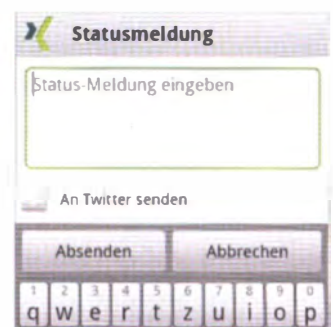 Statusmeldung
Status-Meldung eingeben
An Twitter senden
Absenden Abbrechen
1 2 3 4 5 6 7 8 9 0
q w e r t z u i o p